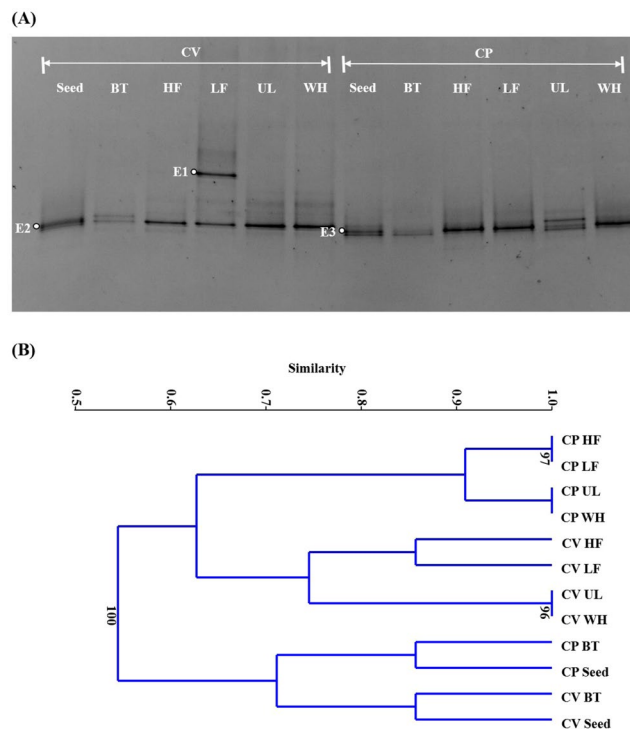 (A)
CV CP
Seed BT HF LF UL WH Seed BT HF LF UL WH
E1
E2 E3
(B)
Similarity
0.5 0.6 0.7 0.8 0.9 1.0
CP HF
97
CP LF
CP UL
CP WH
CV HF
CV LF
CV UL
96
100
CV WH
CP BT
CP Seed
CV BT
CV Seed